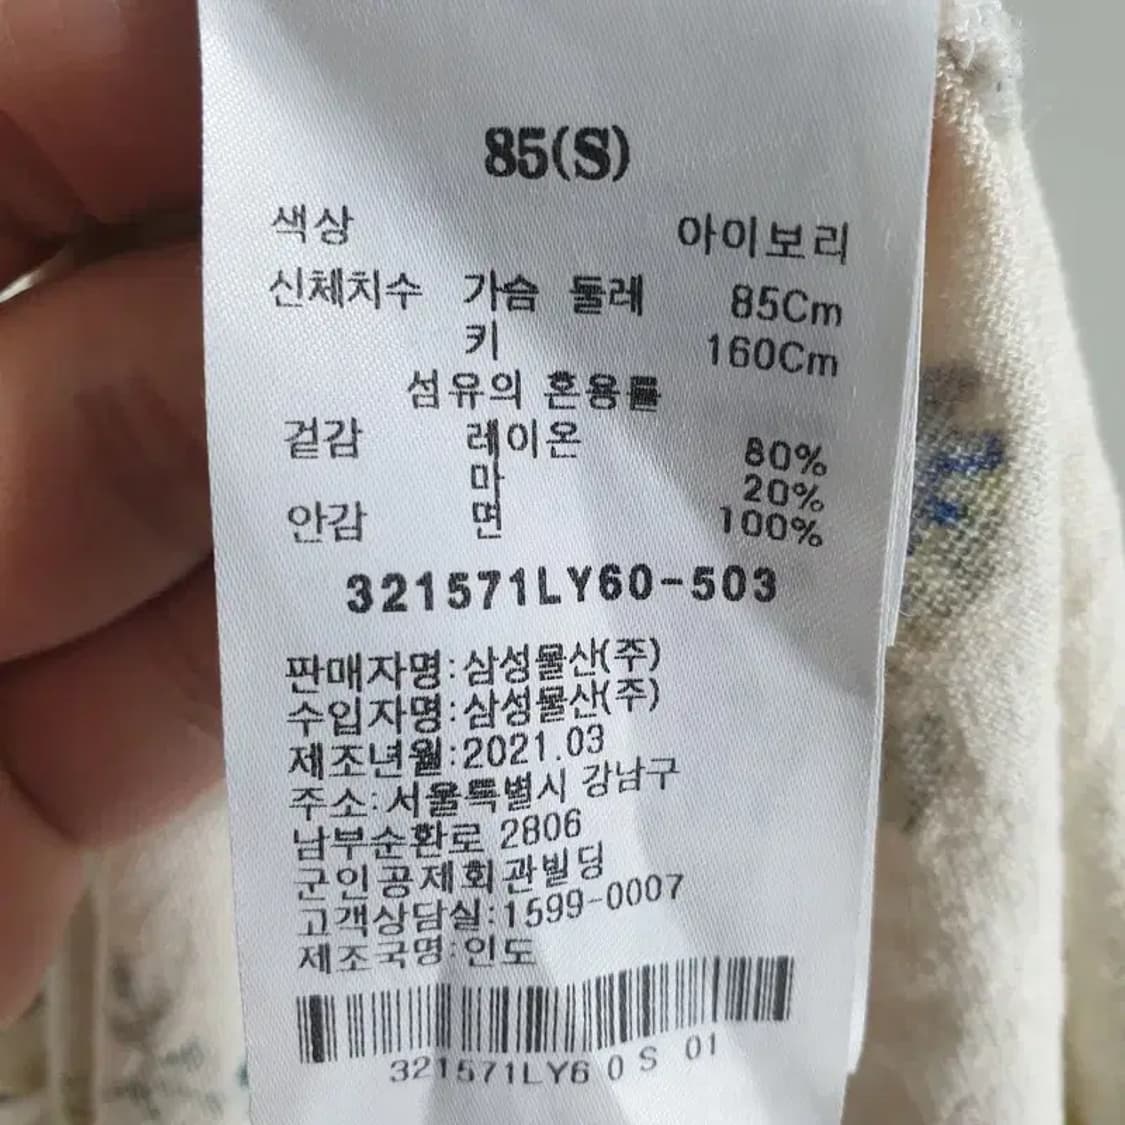 85(S)
색상 아이보리
신체치수 가슴 둘레 85Cm
키 160Cm
섬유의 혼용률
겉감 레이온 80%
마 20%
안감 면 100%
321571LY60-503
판매자명:삼성물산(주)
수입자명:삼성물산(주)
제조년월:2021.03
주소:서울특별시 강남구
남부순환로 2806
군인공제회관빌딩
고객상담실:1599-0007
제조국명:인도
321571LY6 0 S 01